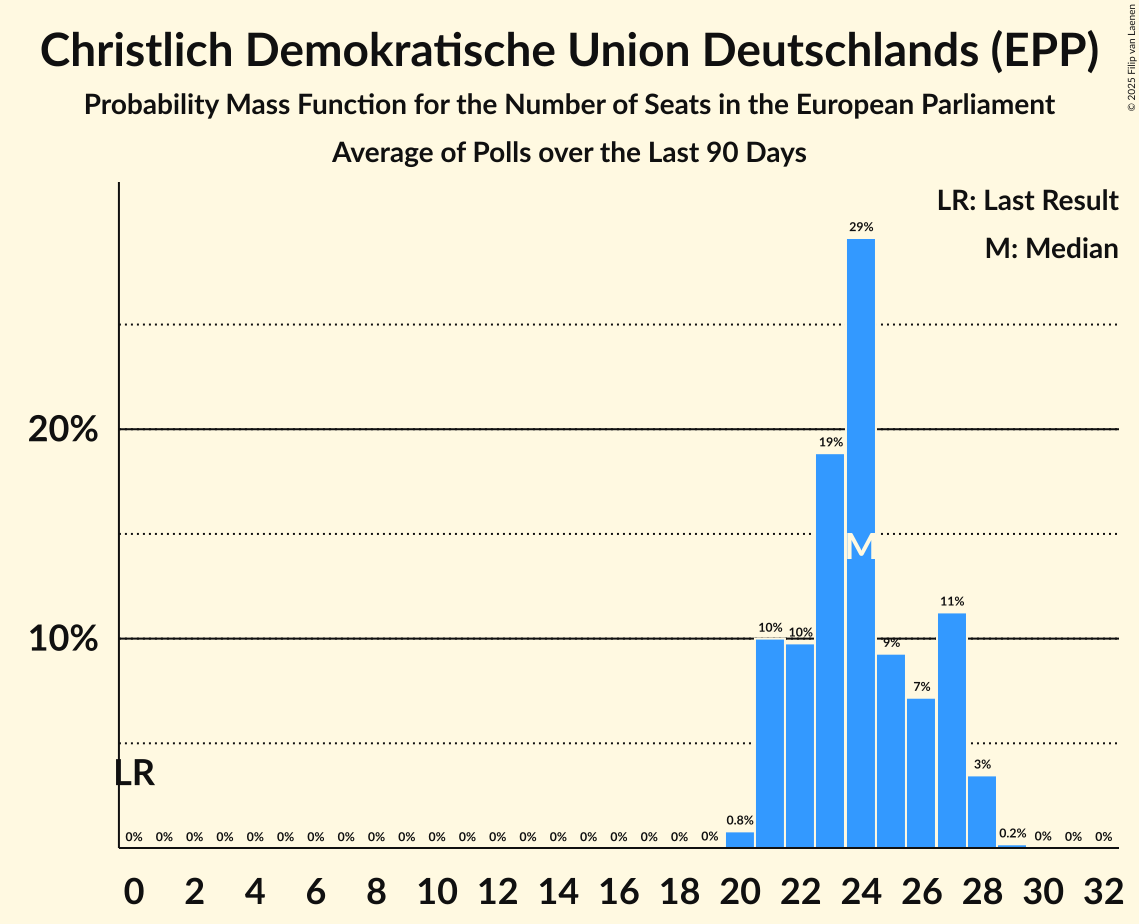 Christlich Demokratische Union Deutschlands (EPP)
Probability Mass Function for the Number of Seats in the European Parliament
Average of Polls over the Last 90 Days
© 2025 Filip van Laenen
LR: Last Result
M: Median
29%
20%
19%
M
11%
10%
10%
10%
9%
7%
LR
3%
0% 0% 0% 0% 0% 0% 0% 0% 0% 0% 0% 0% 0% 0% 0% 0% 0% 0% 0% 0% 0.8% 0.2% 0% 0% 0%
0 2 4 6 8 10 12 14 16 18 20 22 24 26 28 30 32